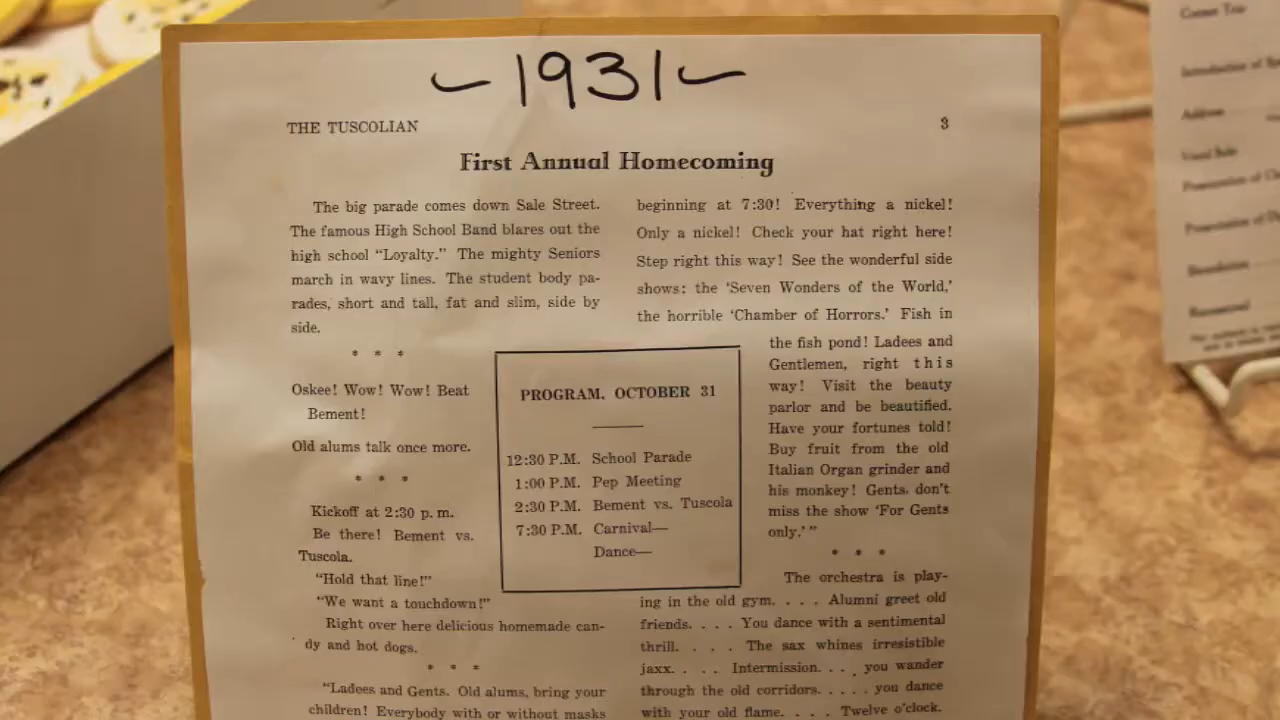 ~1931~
THE TUSCOLIAN
3
First Annual Homecoming
The big parade comes down Sale Street.
The famous High School Band blares out the
high school “Loyalty.” The mighty Seniors
march in wavy lines. The student body pa-
rades, short and tall, fat and slim, side by
side.
* * *
Oskee! Wow! Wow! Beat
Bement!
Old alums talk once more.
* * *
Kickoff at 2:30 p. m.
Be there! Bement vs.
Tuscola.
“Hold that line!”
“We want a touchdown!”
Right over here delicious homemade can-
dy and hot dogs.
* * *
“Ladees and Gents. Old alums, bring your
children! Everybody with or without masks
PROGRAM, OCTOBER 31
12:30 P.M. School Parade
1:00 P.M. Pep Meeting
2:30 P.M. Bement vs. Tuscola
7:30 P.M. Carnival—
Dance—
beginning at 7:30! Everything a nickel!
Only a nickel! Check your hat right here!
Step right this way! See the wonderful side
shows: the ‘Seven Wonders of the World,’
the horrible ‘Chamber of Horrors.’ Fish in
the fish pond! Ladees and
Gentlemen, right this
way! Visit the beauty
parlor and be beautified.
Have your fortunes told!
Buy fruit from the old
Italian Organ grinder and
his monkey! Gents, don’t
miss the show ‘For Gents
only.’ ”
* * *
The orchestra is play-
ing in the old gym. . . . Alumni greet old
friends. . . . You dance with a sentimental
thrill. . . . The sax whines irresistible
jaxx. . . . Intermission. . . , you wander
through the old corridors. . . . . you dance
with your old flame. . . . Twelve o’clock.
Address